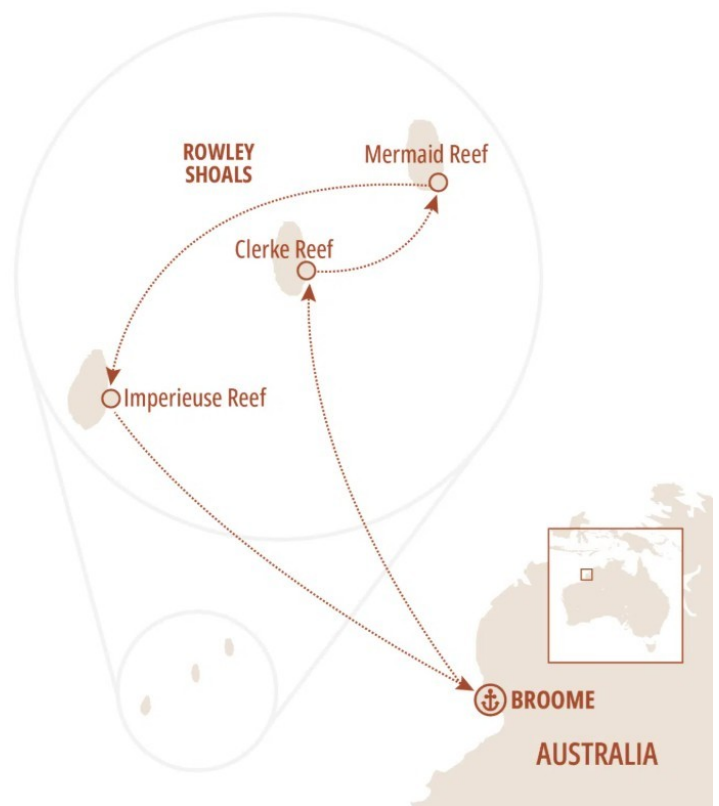 ROWLEY
SHOALS
Mermaid Reef
Clerke Reef
Imperieuse Reef
BROOME
AUSTRALIA